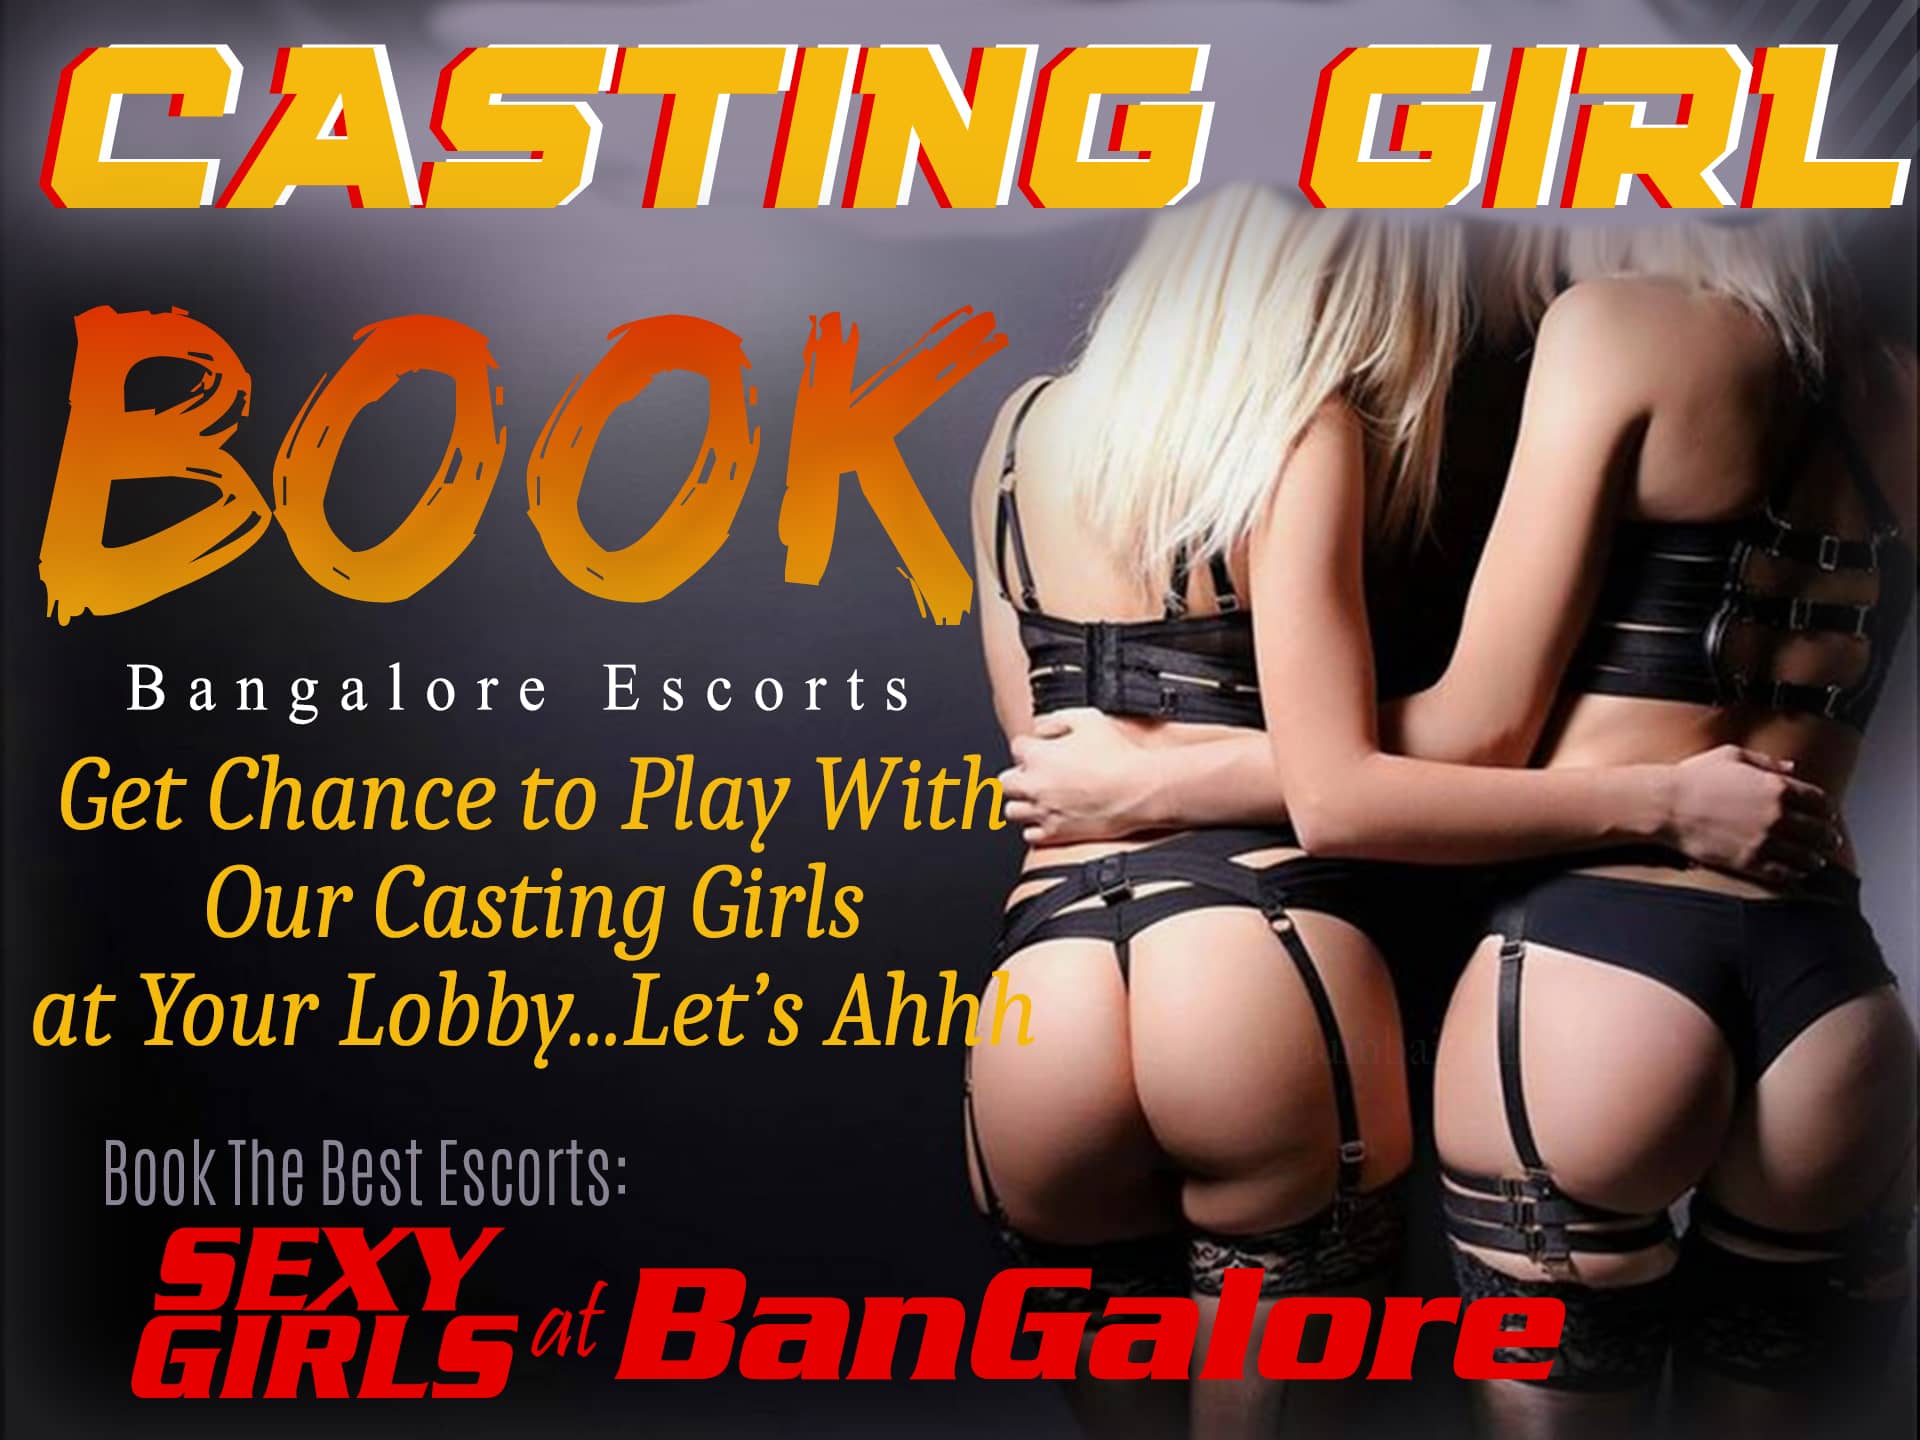 CASTING GIRL
BOOK
Bangalore Escorts
Get Chance to Play With
Our Casting Girls
at Your Lobby...Let's Ahhh
Book The Best Escorts:
SEXY
GIRLS at BanGalore